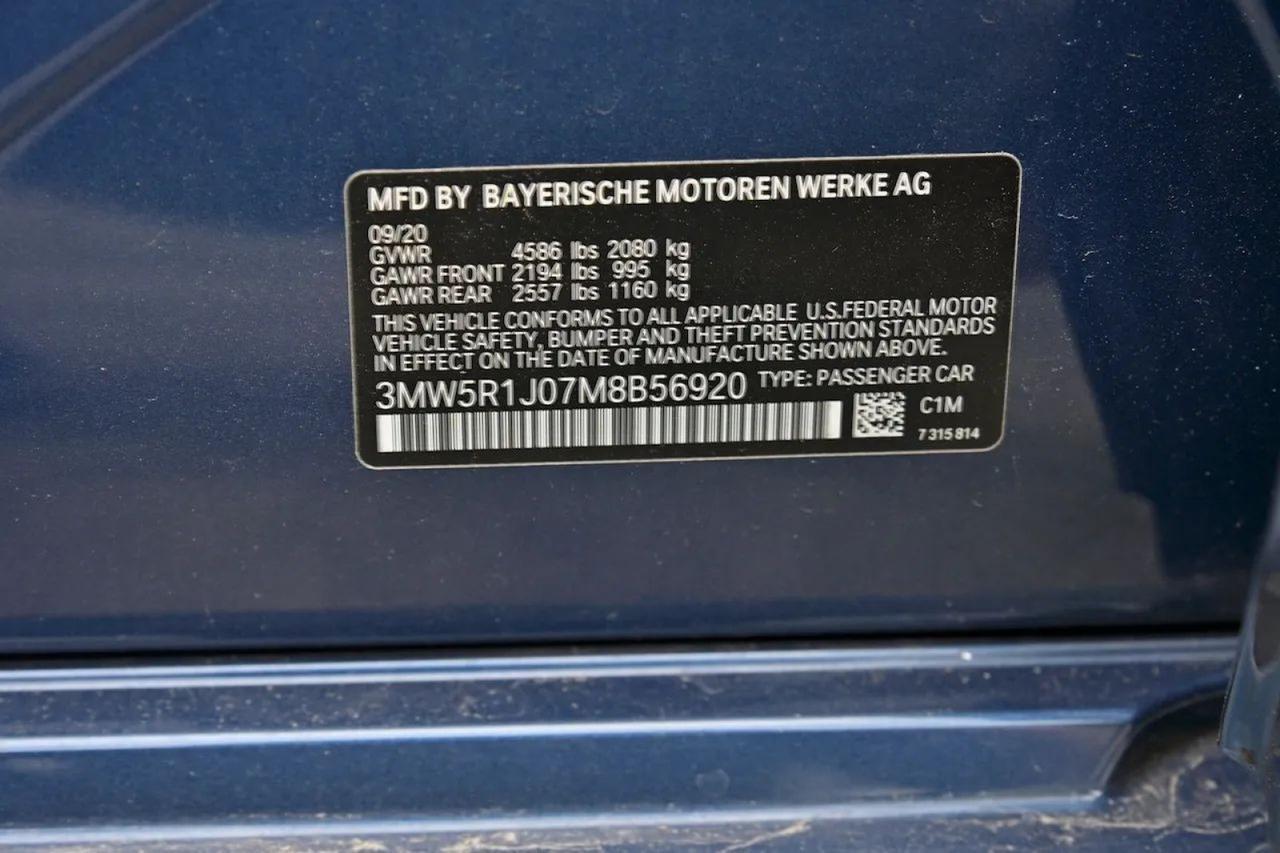 MFD BY BAYERISCHE MOTOREN WERKE AG
09/20
GVWR 4586 lbs 2080 kg
GAWR FRONT 2194 lbs 995 kg
GAWR REAR 2557 lbs 1160 kg
THIS VEHICLE CONFORMS TO ALL APPLICABLE U.S.FEDERAL MOTOR
VEHICLE SAFETY, BUMPER AND THEFT PREVENTION STANDARDS
IN EFFECT ON THE DATE OF MANUFACTURE SHOWN ABOVE.
3MW5R1J07M8B56920 TYPE: PASSENGER CAR
C1M
7 315 814